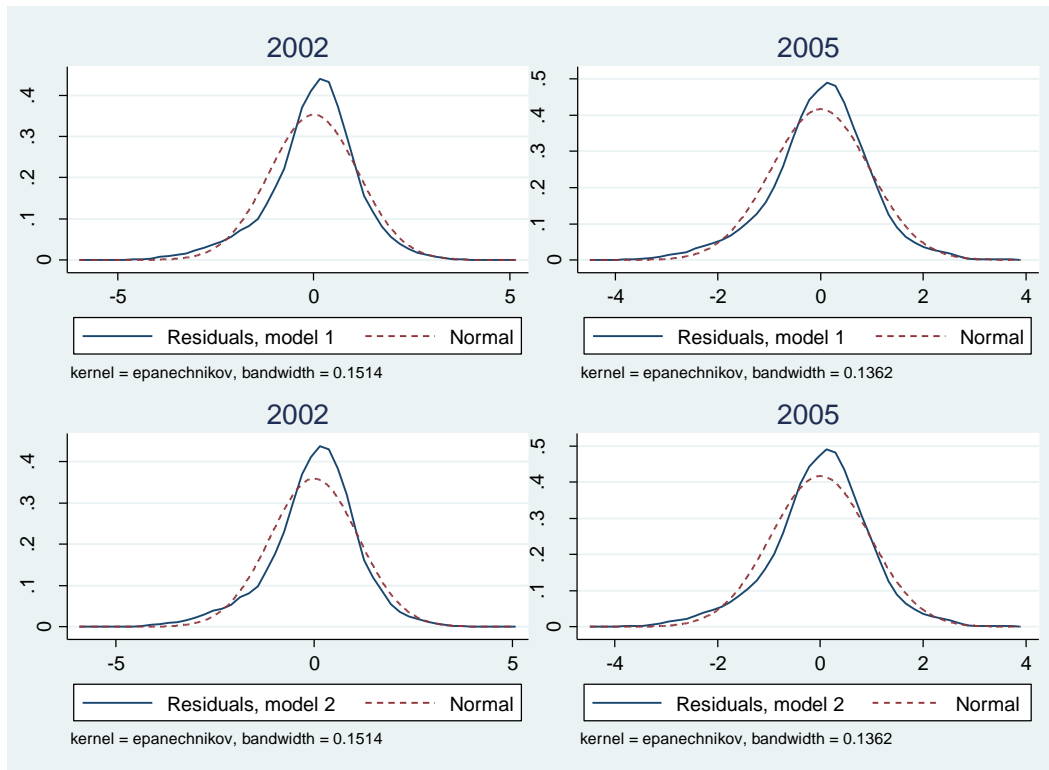 2002
.4
.3
.2
.1
0
-5 0 5
Residuals, model 1 Normal
kernel = epanechnikov, bandwidth = 0.1514
2005
.5
.4
.3
.2
.1
0
-4 -2 0 2 4
Residuals, model 1 Normal
kernel = epanechnikov, bandwidth = 0.1362
2002
.4
.3
.2
.1
0
-5 0 5
Residuals, model 2 Normal
kernel = epanechnikov, bandwidth = 0.1514
2005
.5
.4
.3
.2
.1
0
-4 -2 0 2 4
Residuals, model 2 Normal
kernel = epanechnikov, bandwidth = 0.1362